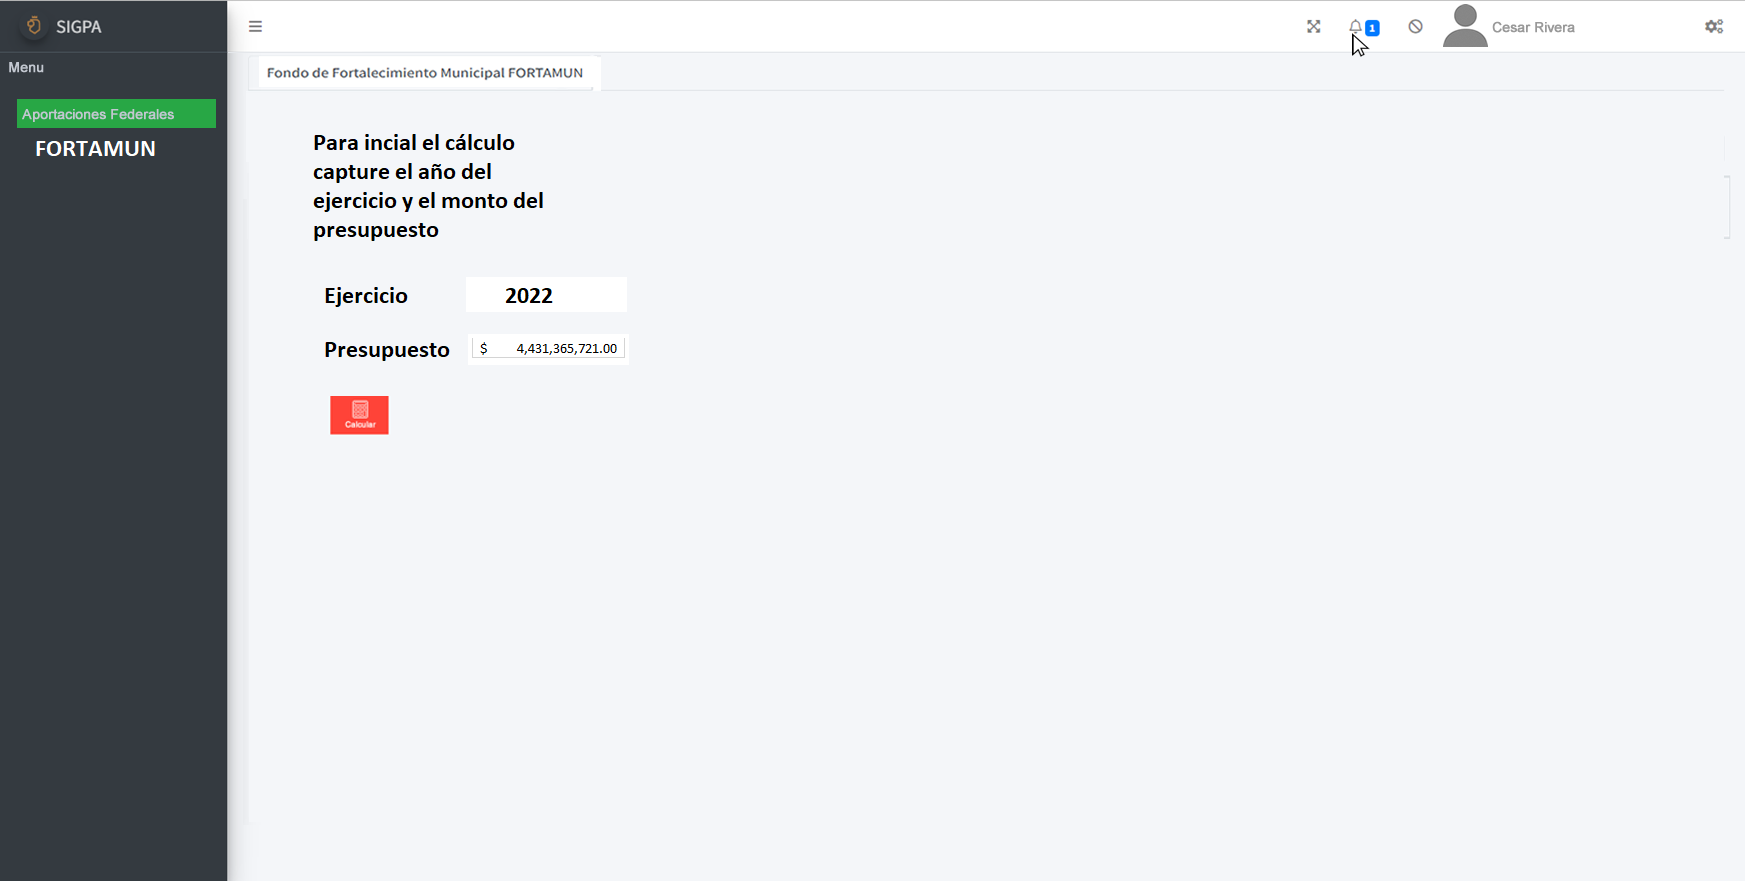 SIGPA
1
Cesar Rivera
Menu
Fondo de Fortalecimiento Municipal FORTAMUN
Aportaciones Federales
FORTAMUN
Para incial el cálculo
capture el año del
ejercicio y el monto del
presupuesto
Ejercicio 2022
Presupuesto $ 4,431,365,721.00
Calcular